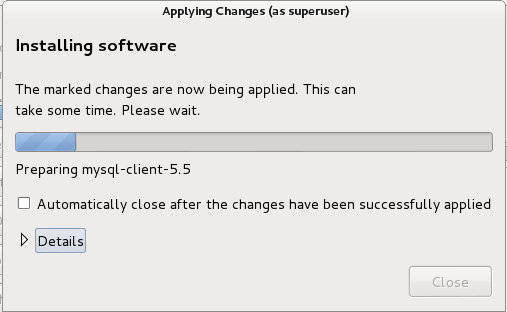 Applying Changes (as superuser)
Installing software
The marked changes are now being applied. This can
take some time. Please wait.
Preparing mysql-client-5.5
Automatically close after the changes have been successfully applied
Details
Close